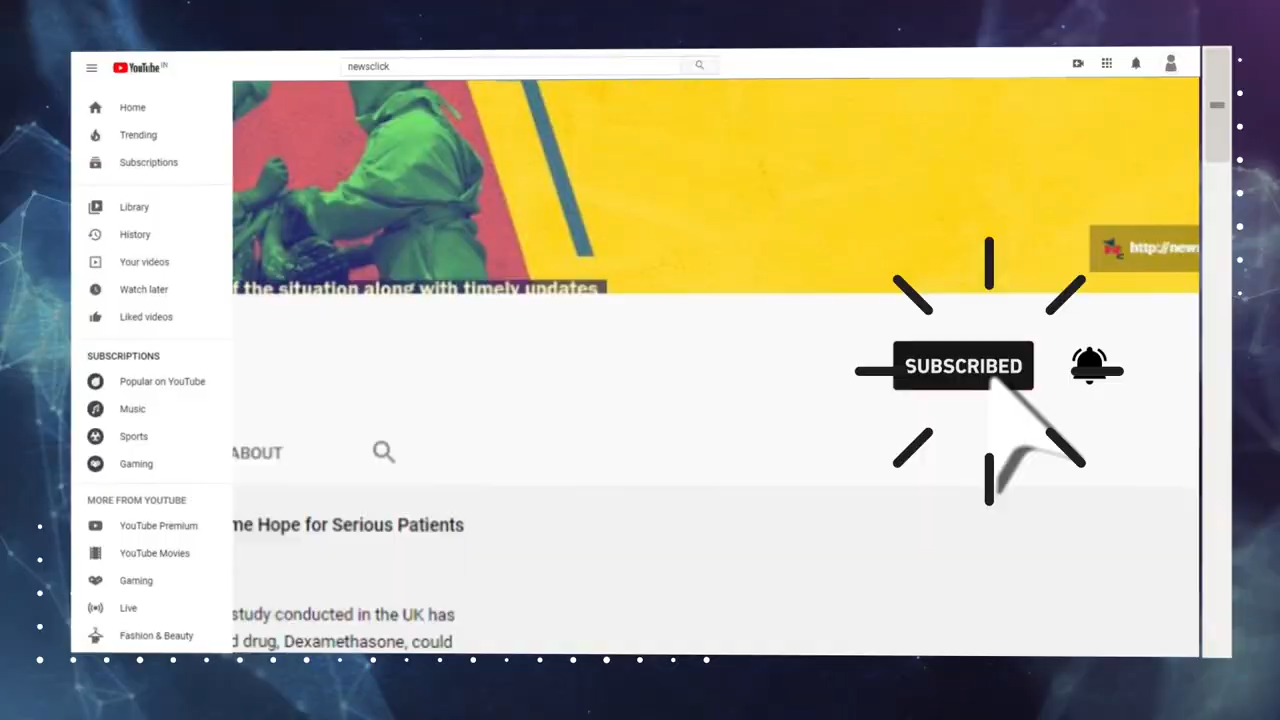 YouTube IN
newsclick
Home
Trending
Subscriptions
Library
History
Your videos
Watch later
Liked videos
SUBSCRIPTIONS
Popular on YouTube
Music
Sports
Gaming
MORE FROM YOUTUBE
YouTube Premium
YouTube Movies
Gaming
Live
Fashion & Beauty
http://new
f the situation along with timely updates
SUBSCRIBED
ABOUT
me Hope for Serious Patients
study conducted in the UK has
d drug, Dexamethasone, could